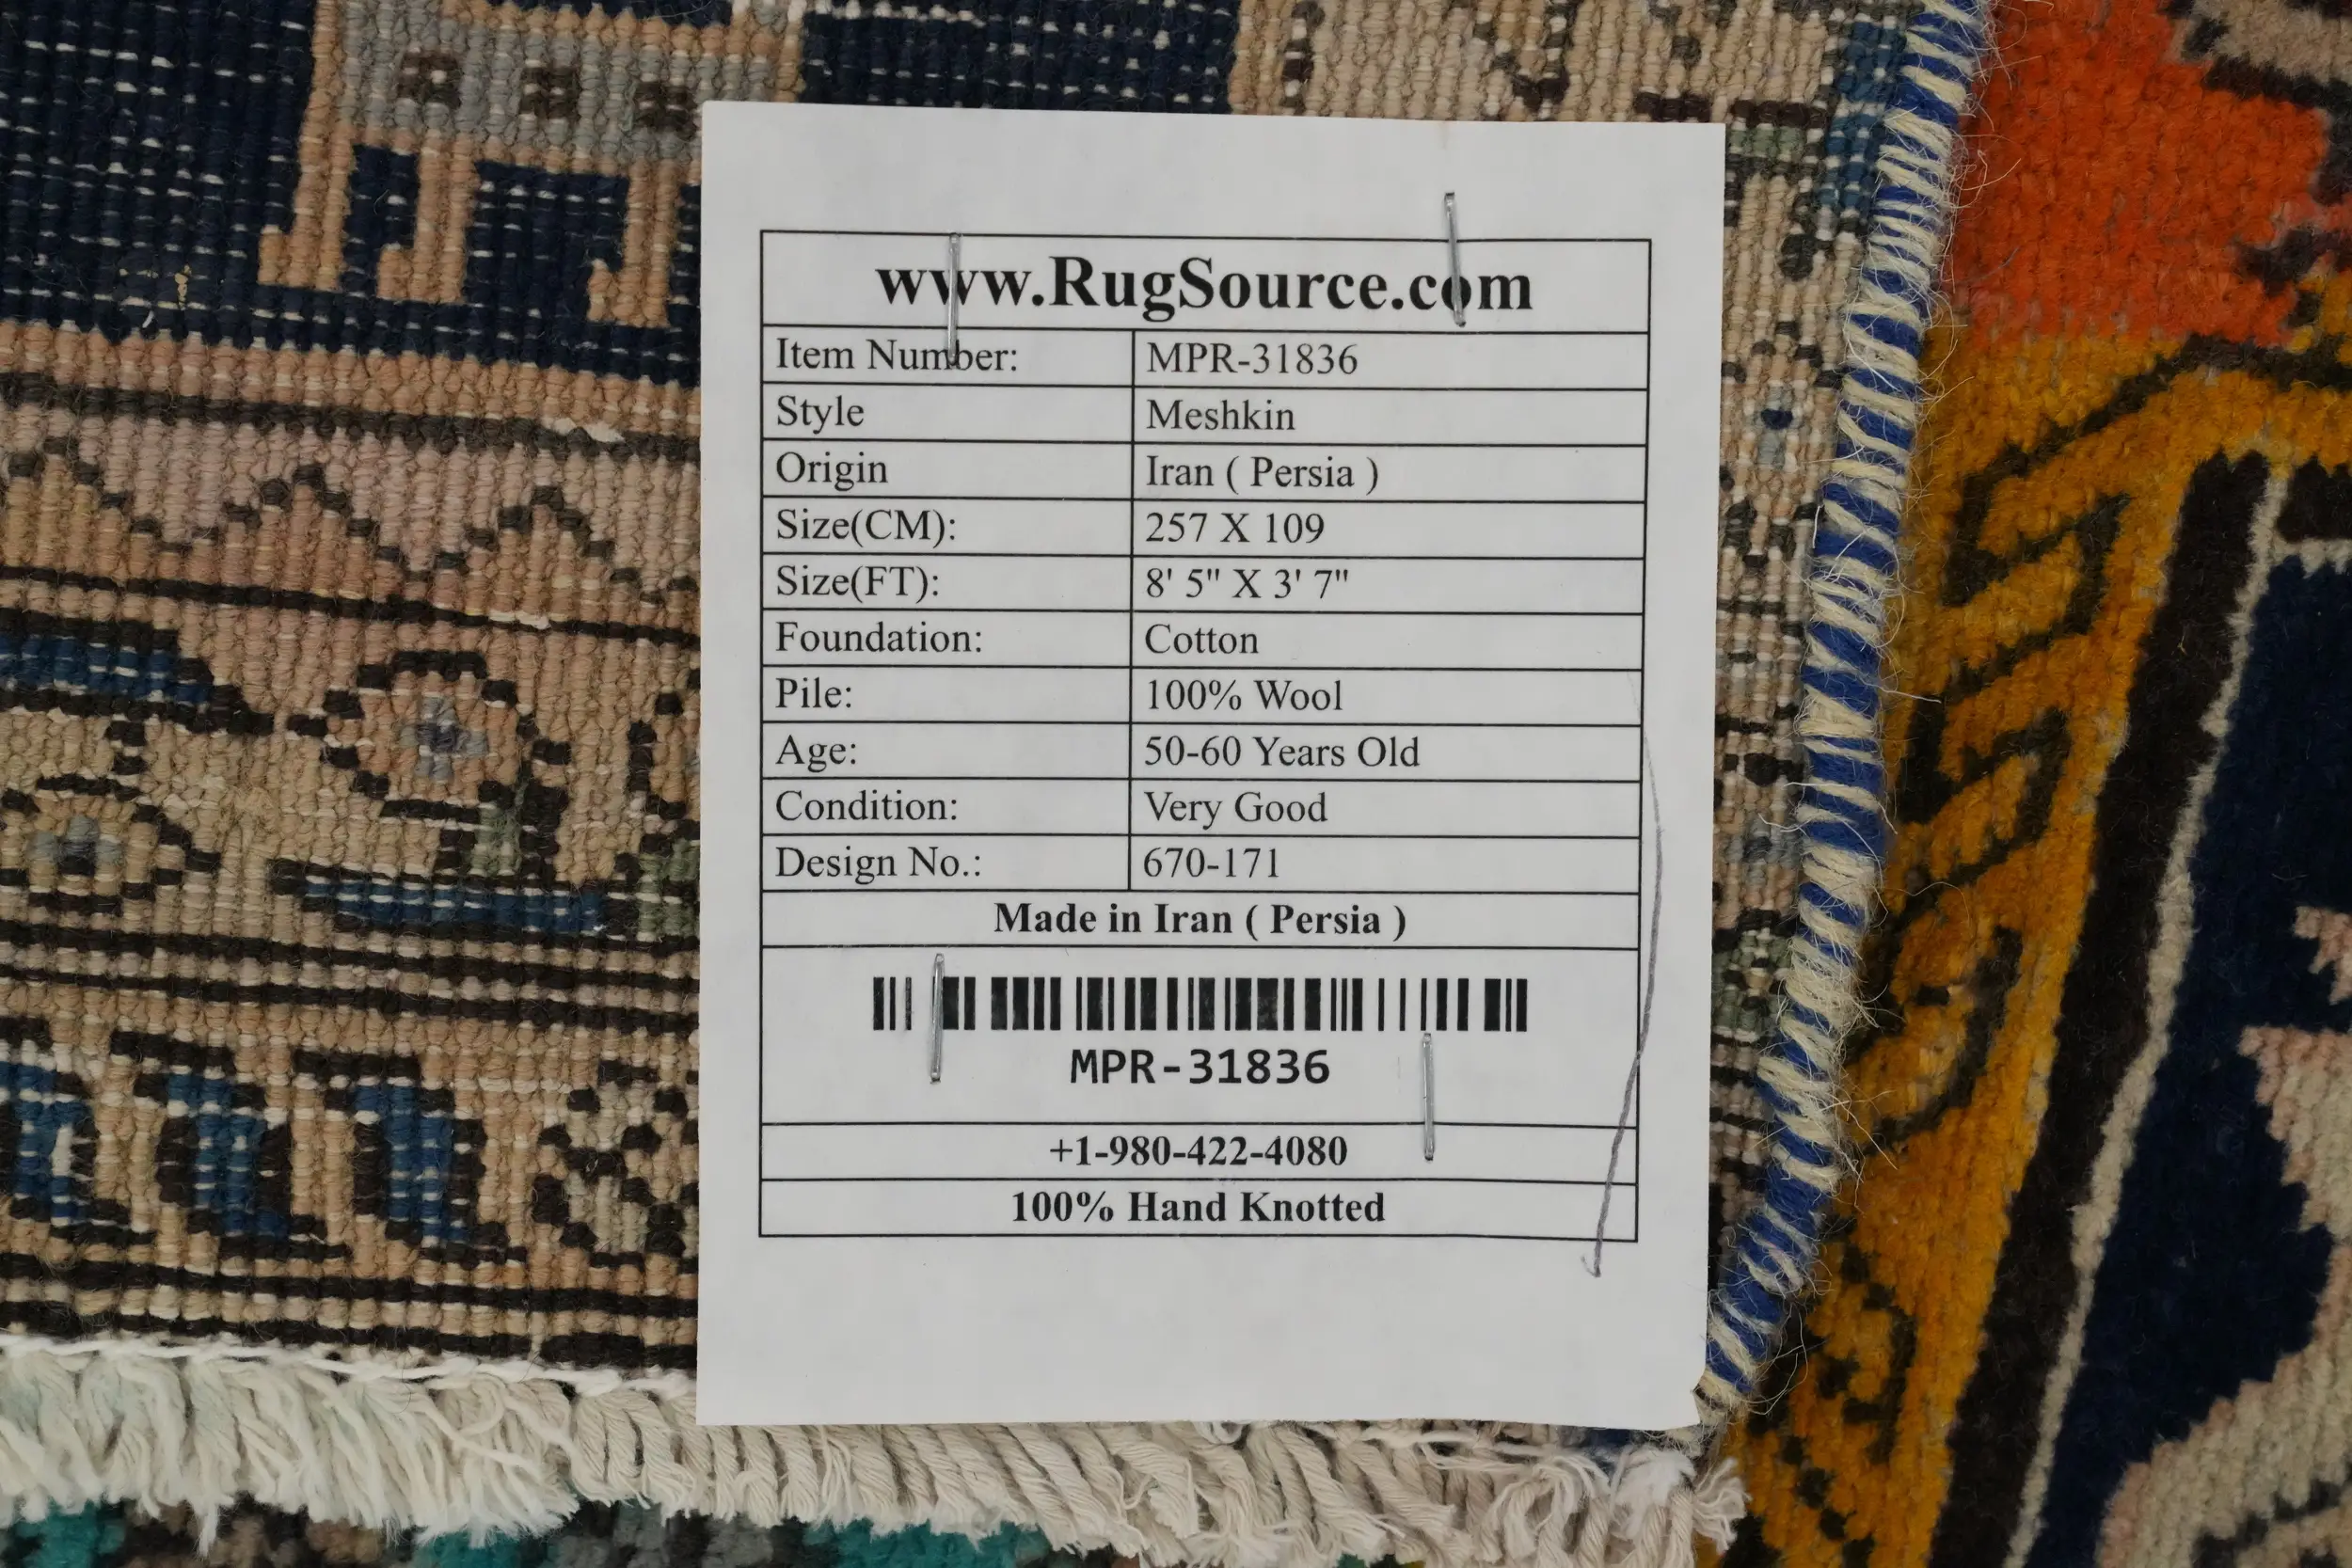 www.RugSource.com
Item Number: MPR-31836
Style Meshkin
Origin Iran ( Persia )
Size(CM): 257 X 109
Size(FT): 8' 5" X 3' 7"
Foundation: Cotton
Pile: 100% Wool
Age: 50-60 Years Old
Condition: Very Good
Design No.: 670-171
Made in Iran ( Persia )
MPR-31836
+1-980-422-4080
100% Hand Knotted